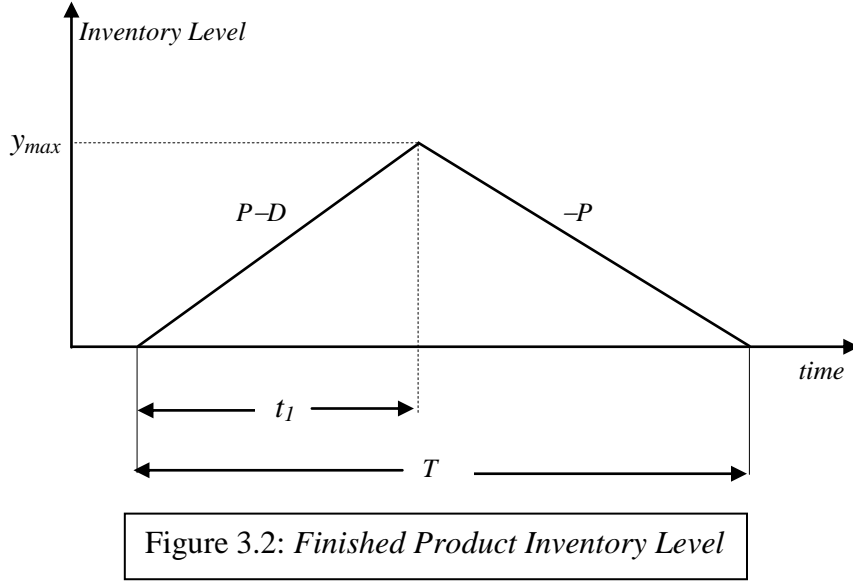 Inventory Level
y_max
P–D
–P
time
t_1
T
Figure 3.2: Finished Product Inventory Level